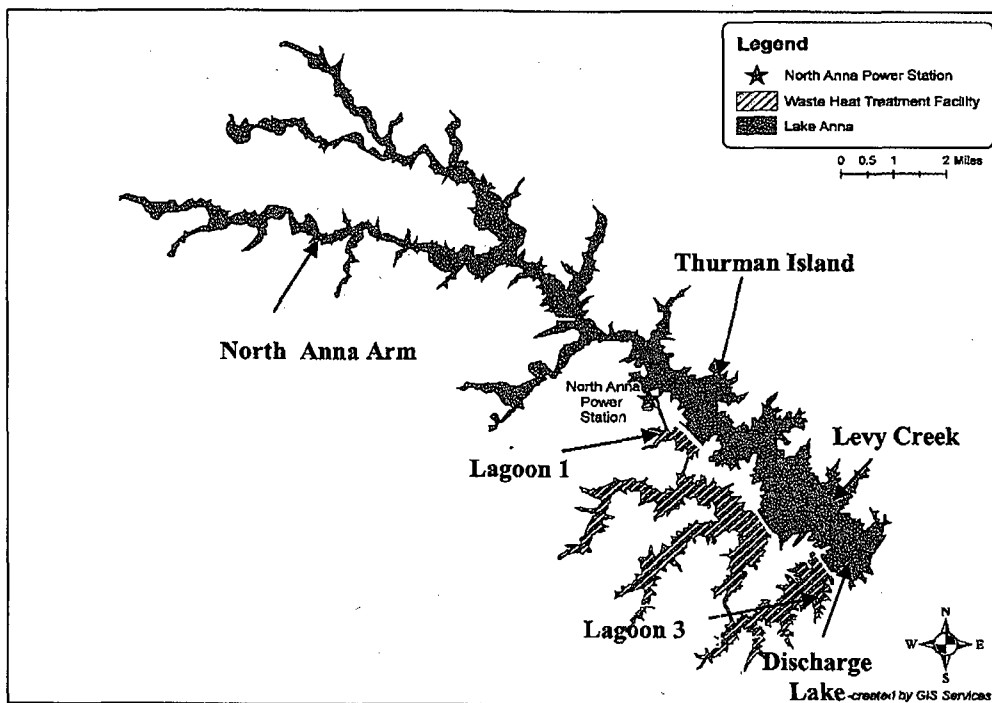 Legend
North Anna Power Station
Waste Heat Treatment Facility
Lake Anna
0 0.5 1 2 Miles
Thurman Island
North Anna Arm
North Anna
Power
Station
Levy Creek
Lagoon 1
Lagoon 3
Discharge
Lake
N
W E
S
-created by GIS Services